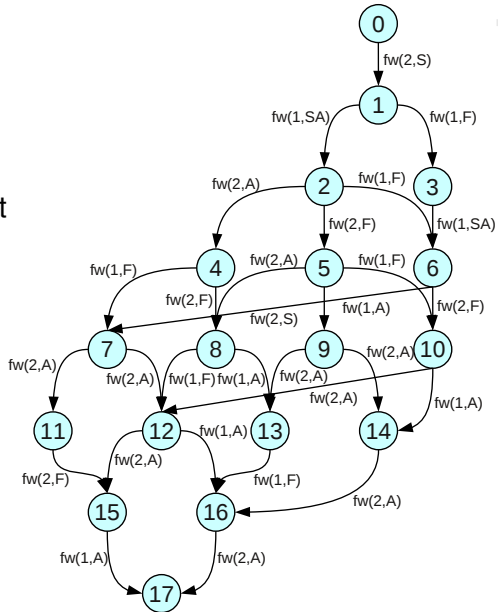 0
fw(2,S)
1
fw(1,SA) fw(1,F)
2 3
fw(2,A) fw(1,F)
fw(2,F) fw(1,SA)
t
4 5 6
fw(1,F) fw(2,F) fw(2,A) fw(1,F)
fw(2,S) fw(1,A) fw(2,F)
7 8 9 10
fw(2,A) fw(2,A) fw(1,F) fw(1,A) fw(2,A) fw(2,A)
fw(2,A) fw(1,A)
11 12 13 14
fw(2,F) fw(2,A) fw(1,A) fw(1,F)
fw(2,A)
15 16
fw(1,A) fw(2,A)
17